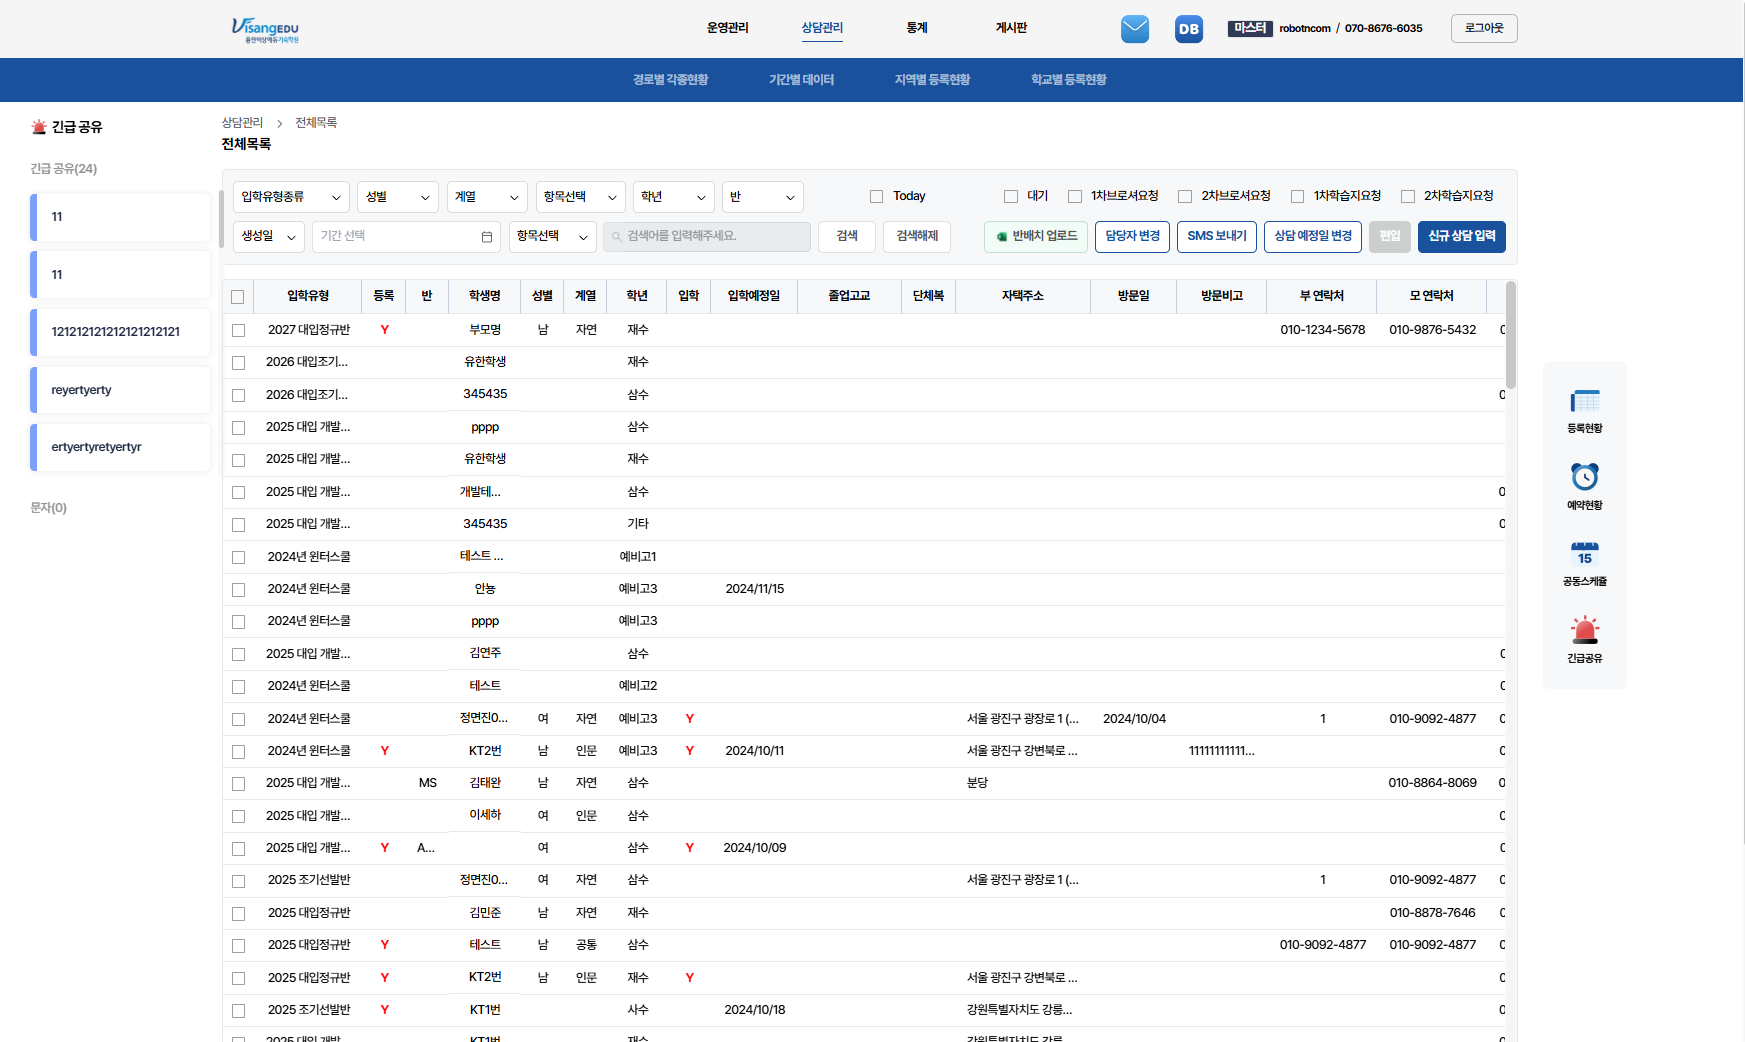 VisangEDU
용인비상에듀기숙학원
운영관리 상담관리 통계 게시판
DB 마스터 robotncom / 070-8676-6035 로그아웃
경로별 각종현황 기간별 데이터 지역별 등록현황 학교별 등록현황
긴급 공유
긴급 공유(24)
11
11
121212121212121212121
reyertyerty
ertyertyretyertyr
문자(0)
상담관리 > 전체목록
전체목록
입학유형종류 성별 계열 항목선택 학년 반 Today 대기 1차브로셔요청 2차브로셔요청 1차학습지요청 2차학습지요청
생성일 기간 선택 항목선택 검색어를 입력해주세요. 검색 검색해제 반배치 업로드 담당자 변경 SMS 보내기 상담 예정일 변경 편입 신규 상담 입력
입학유형 등록 반 학생명 성별 계열 학년 입학 입학예정일 졸업고교 단체복 자택주소 방문일 방문비고 부 연락처 모 연락처
2027 대입정규반 Y 부모명 남 자연 재수 010-1234-5678 010-9876-5432
2026 대입조기... 유한학생 재수
2026 대입조기... 345435 삼수
2025 대입 개발... pppp 삼수
2025 대입 개발... 유한학생 재수
2025 대입 개발... 개발테... 삼수
2025 대입 개발... 345435 기타
2024년 윈터스쿨 테스트 ... 예비고1
2024년 윈터스쿨 안뇽 예비고3 2024/11/15
2024년 윈터스쿨 pppp 예비고3
2025 대입 개발... 김연주 삼수
2024년 윈터스쿨 테스트 예비고2
2024년 윈터스쿨 정면진0... 여 자연 예비고3 Y 서울 광진구 광장로 1 (... 2024/10/04 1 010-9092-4877
2024년 윈터스쿨 Y KT2번 남 인문 예비고3 Y 2024/10/11 서울 광진구 강변북로 ... 11111111111...
2025 대입 개발... MS 김태완 남 자연 삼수 분당 010-8864-8069
2025 대입 개발... 이세하 여 인문 삼수
2025 대입 개발... Y A... 여 삼수 Y 2024/10/09
2025 조기선발반 정면진0... 여 자연 삼수 서울 광진구 광장로 1 (... 1 010-9092-4877
2025 대입정규반 김민준 남 자연 재수 010-8878-7646
2025 대입정규반 Y 테스트 남 공통 삼수 010-9092-4877 010-9092-4877
2025 대입정규반 Y KT2번 남 인문 재수 Y 서울 광진구 강변북로 ...
2025 조기선발반 Y KT1번 사수 2024/10/18 강원특별자치도 강릉...
2025 대입 개발... KT1번 재수 강원특별자치도 강릉...
등록현황
예약현황
15
공동스케쥴
긴급공유